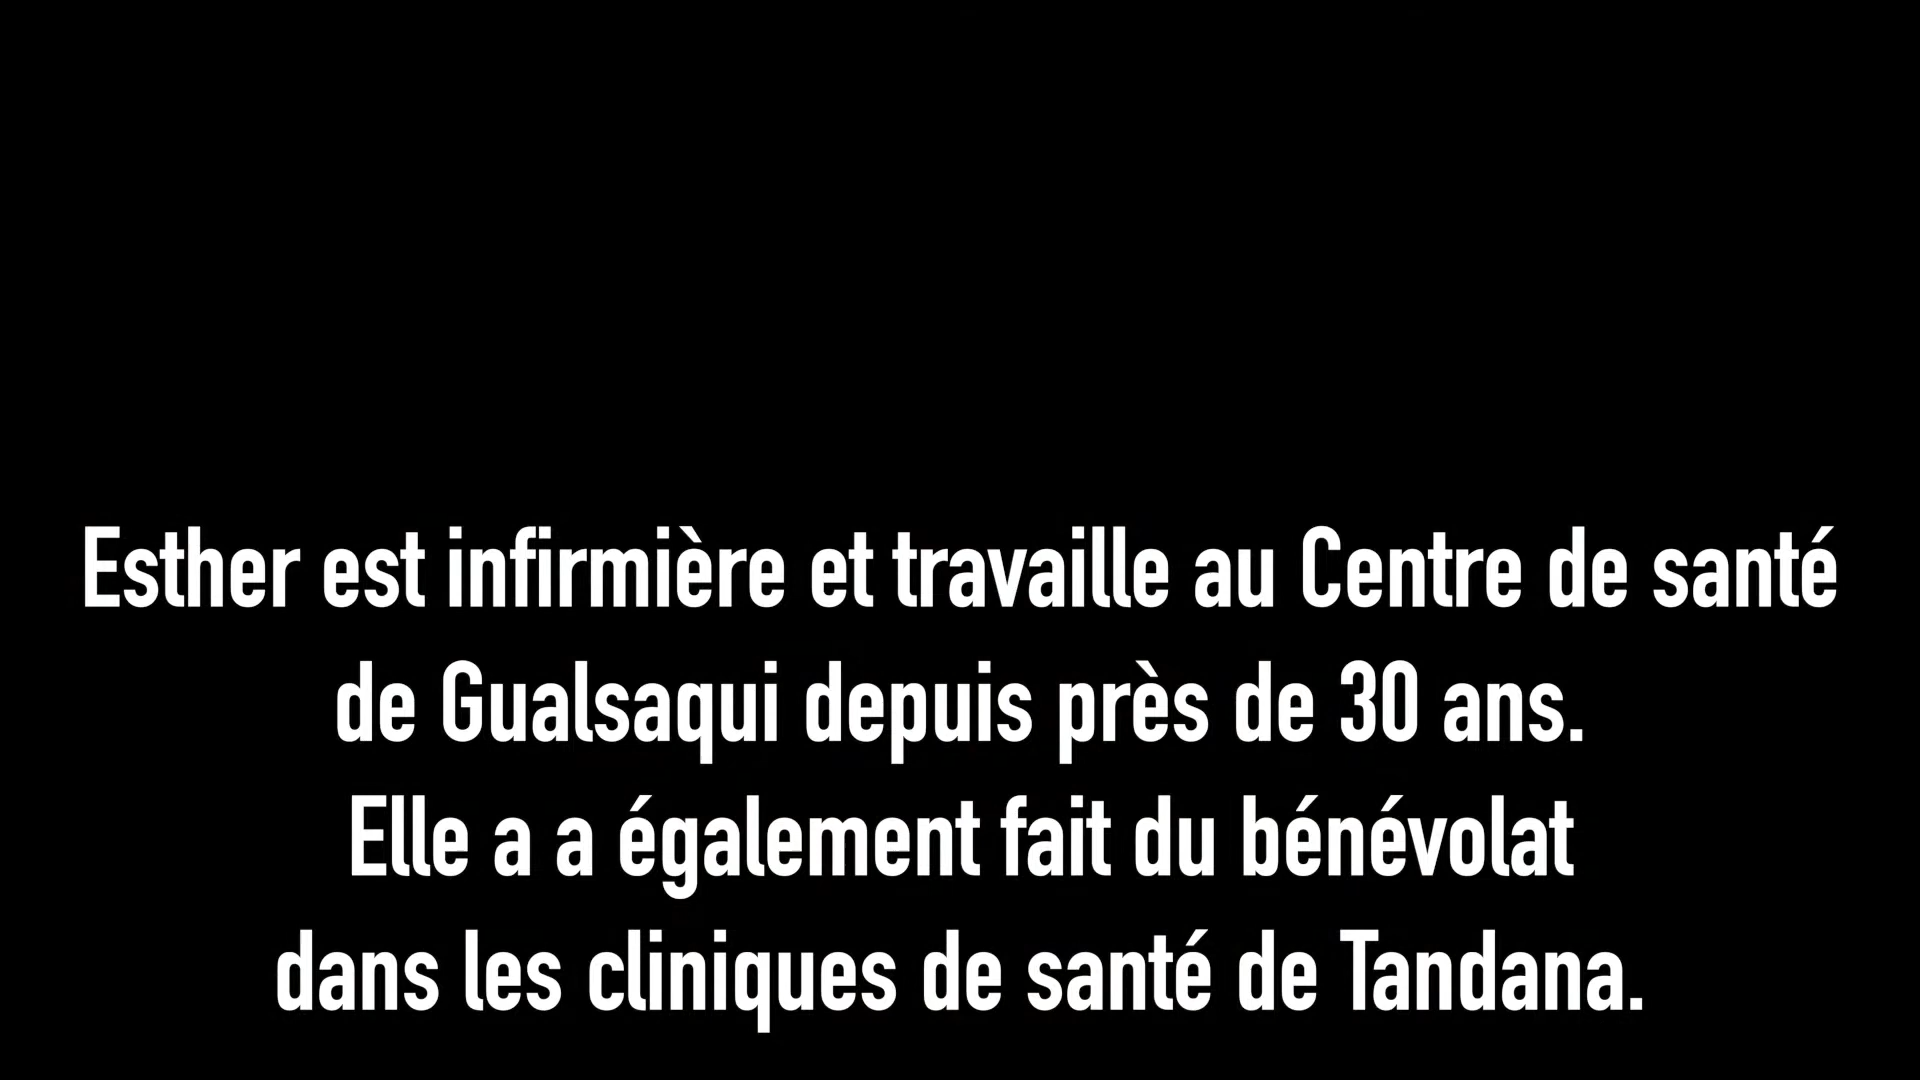 Esther est infirmière et travaille au Centre de santé
de Gualsaqui depuis près de 30 ans.
Elle a a également fait du bénévolat
dans les cliniques de santé de Tandana.